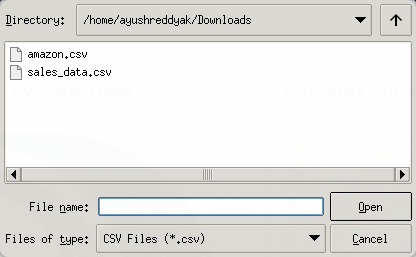 Directory: /home/ayushreddyak/Downloads
amazon.csv
sales_data.csv
File name: Open
Files of type: CSV Files (*.csv) Cancel